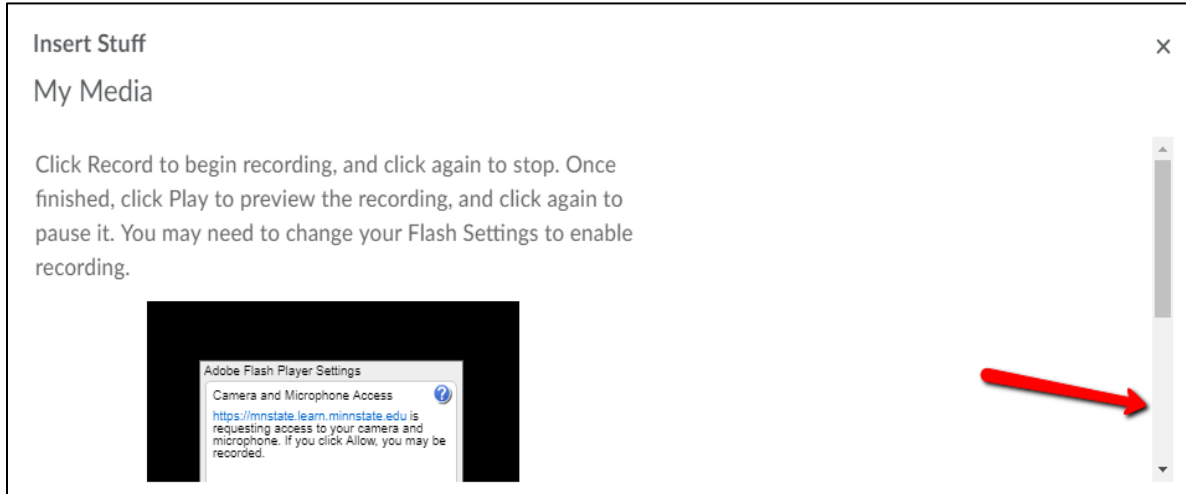 Insert Stuff
My Media
Click Record to begin recording, and click again to stop. Once
finished, click Play to preview the recording, and click again to
pause it. You may need to change your Flash Settings to enable
recording.
Adobe Flash Player Settings
Camera and Microphone Access
https://mnstate.learn.minnstate.edu is
requesting access to your camera and
microphone. If you click Allow, you may be
recorded.